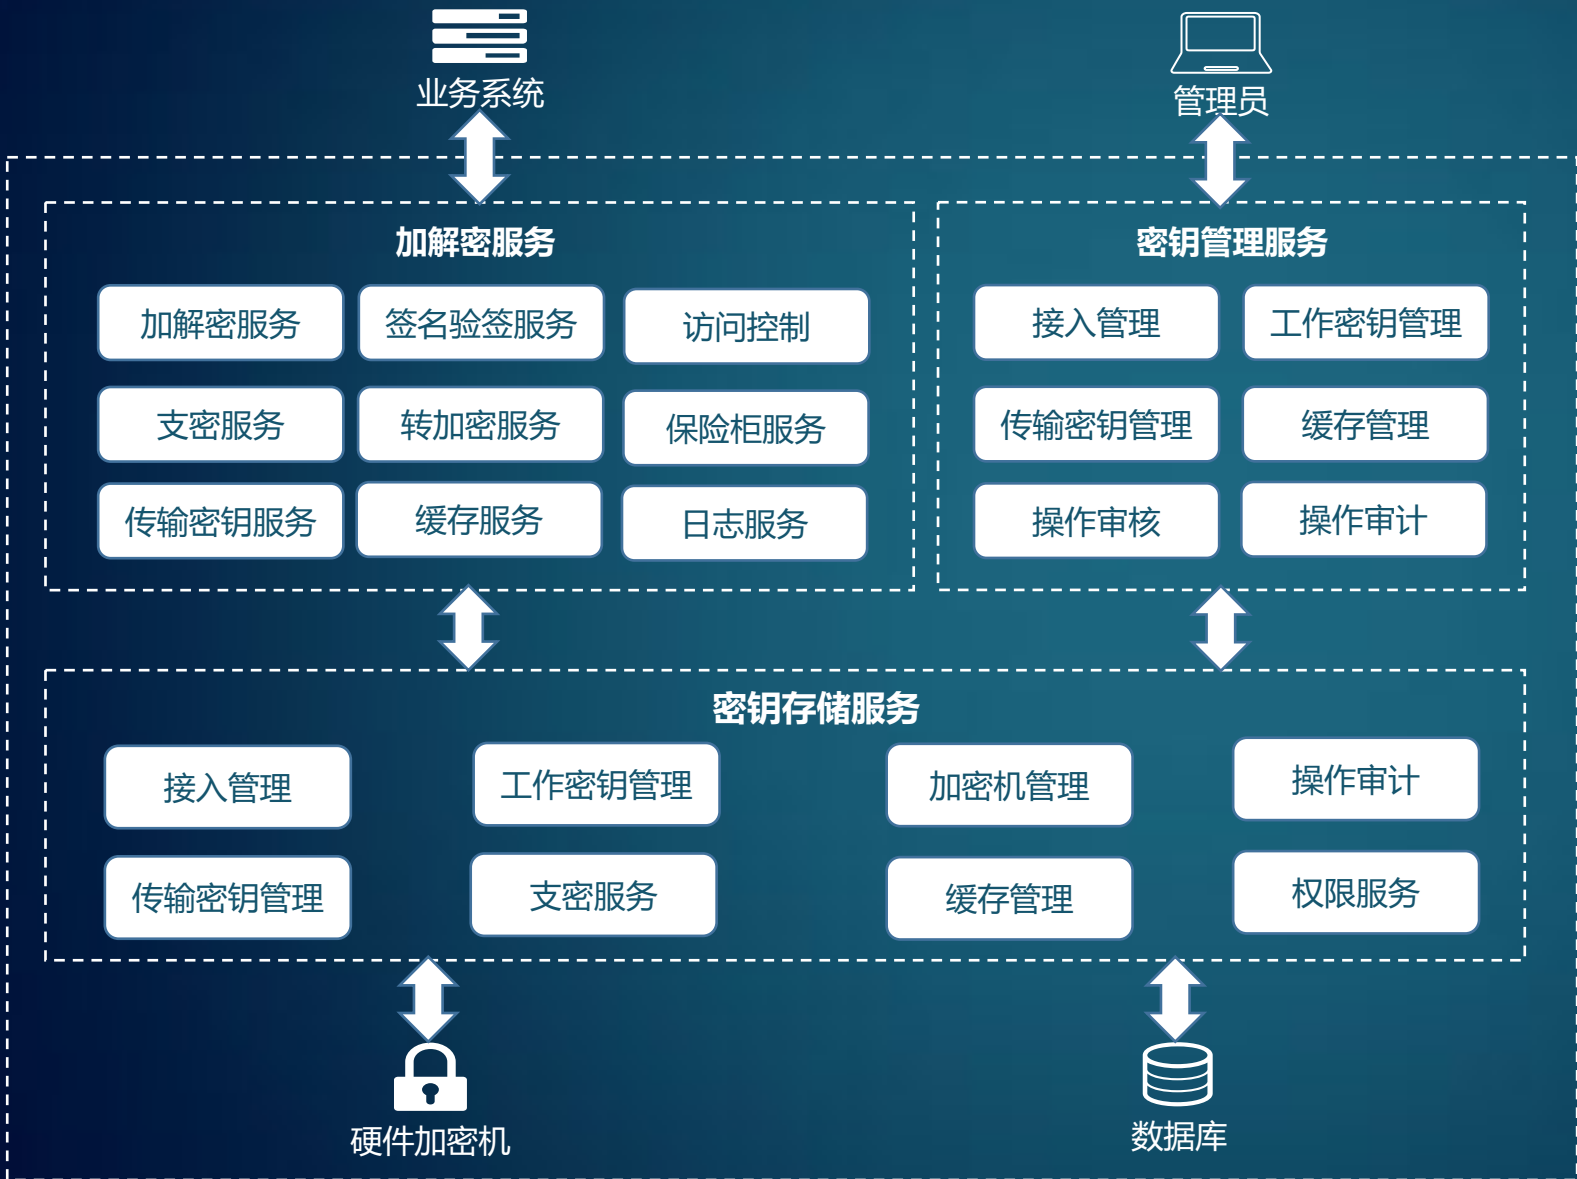 业务系统
管理员
加解密服务
密钥管理服务
加解密服务
签名验签服务
访问控制
接入管理
工作密钥管理
支密服务
转加密服务
保险柜服务
传输密钥管理
缓存管理
传输密钥服务
缓存服务
日志服务
操作审核
操作审计
密钥存储服务
接入管理
工作密钥管理
加密机管理
操作审计
传输密钥管理
支密服务
缓存管理
权限服务
硬件加密机
数据库